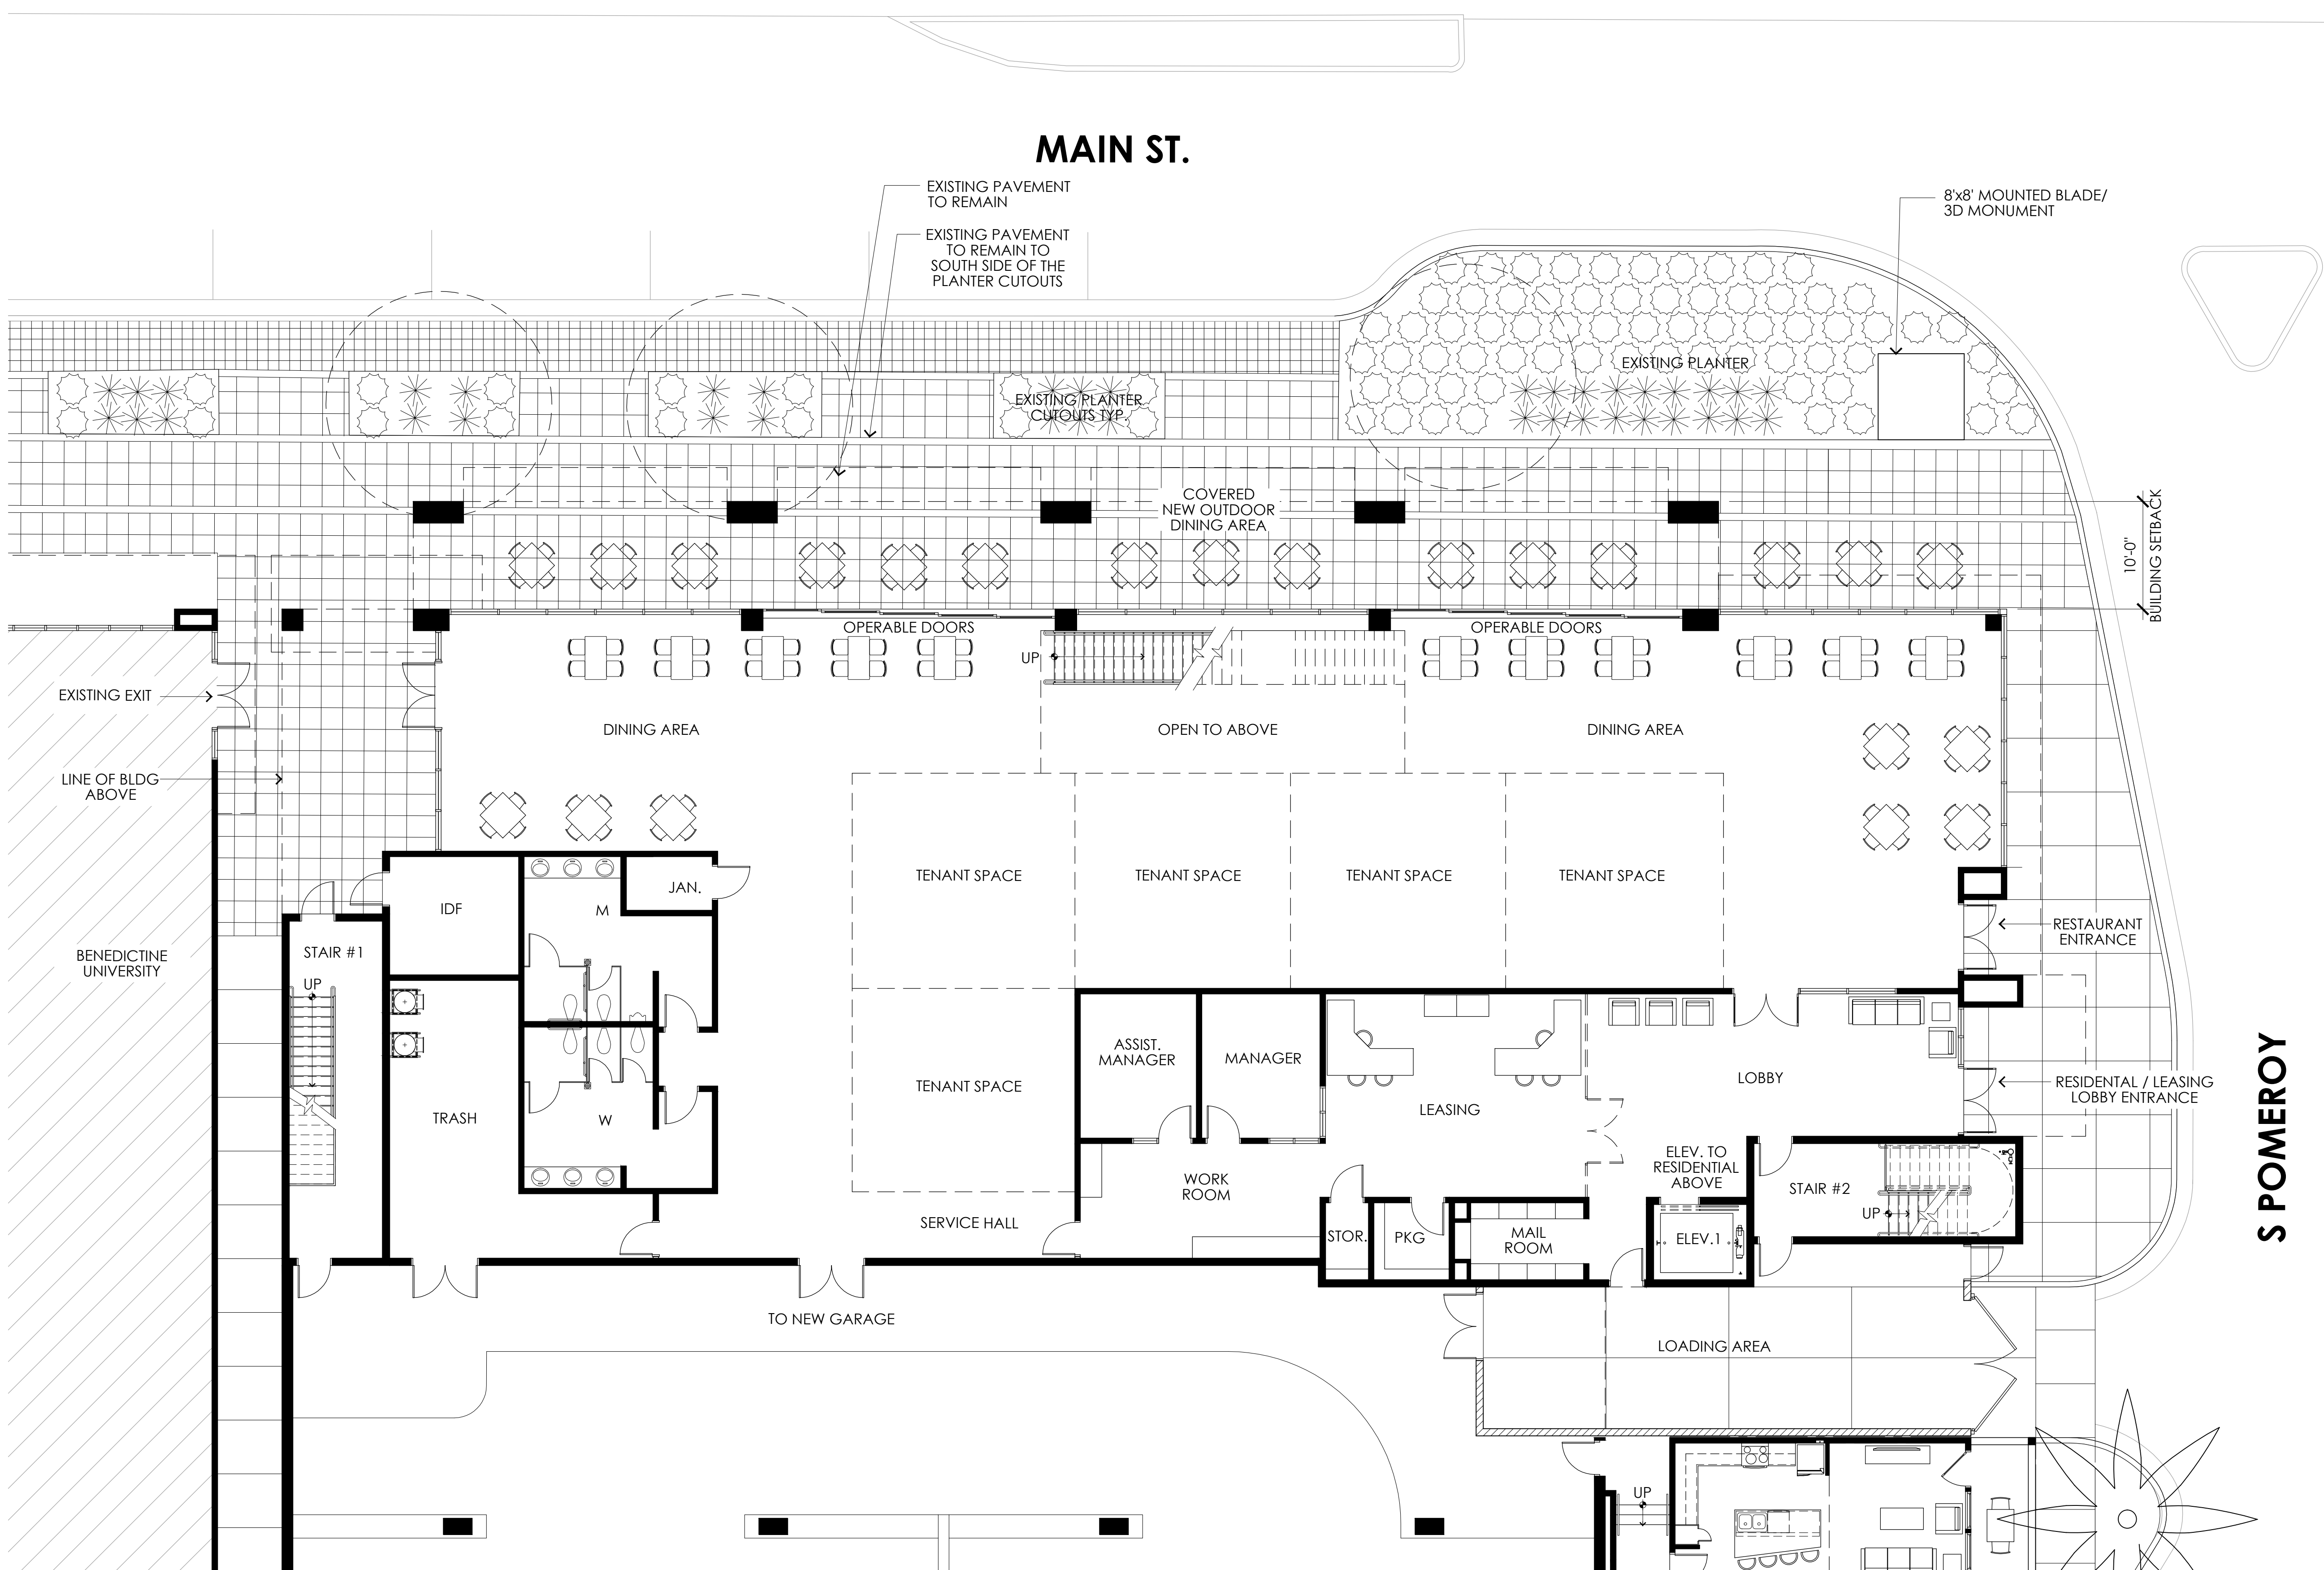 MAIN ST.
EXISTING PAVEMENT
TO REMAIN
EXISTING PAVEMENT
TO REMAIN TO
SOUTH SIDE OF THE
PLANTER CUTOUTS
8'x8' MOUNTED BLADE/
3D MONUMENT
EXISTING PLANTER
EXISTING PLANTER
CUTOUTS TYP.
COVERED
NEW OUTDOOR
DINING AREA
10'-0"
BUILDING SETBACK
OPERABLE DOORS
OPERABLE DOORS
UP
EXISTING EXIT
DINING AREA
OPEN TO ABOVE
DINING AREA
LINE OF BLDG
ABOVE
TENANT SPACE
TENANT SPACE
TENANT SPACE
TENANT SPACE
JAN.
IDF
M
RESTAURANT
ENTRANCE
STAIR #1
BENEDICTINE
UNIVERSITY
UP
ASSIST.
MANAGER
MANAGER
TENANT SPACE
LOBBY
RESIDENTAL / LEASING
LOBBY ENTRANCE
S POMEROY
LEASING
TRASH
W
ELEV. TO
RESIDENTIAL
ABOVE
WORK
ROOM
STAIR #2
UP
SERVICE HALL
STOR.
PKG
MAIL
ROOM
ELEV.1
TO NEW GARAGE
LOADING AREA
UP